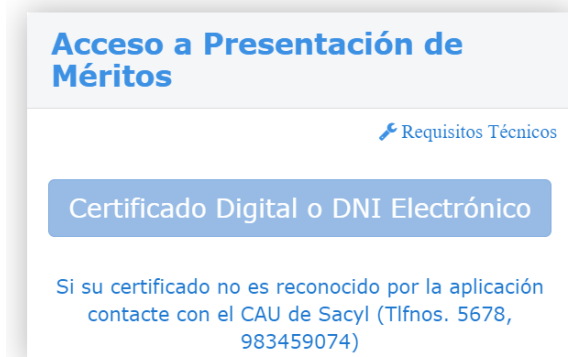 Acceso a Presentación de
Méritos
Requisitos Técnicos
Certificado Digital o DNI Electrónico
Si su certificado no es reconocido por la aplicación
contacte con el CAU de Sacyl (Tlfnos. 5678,
983459074)